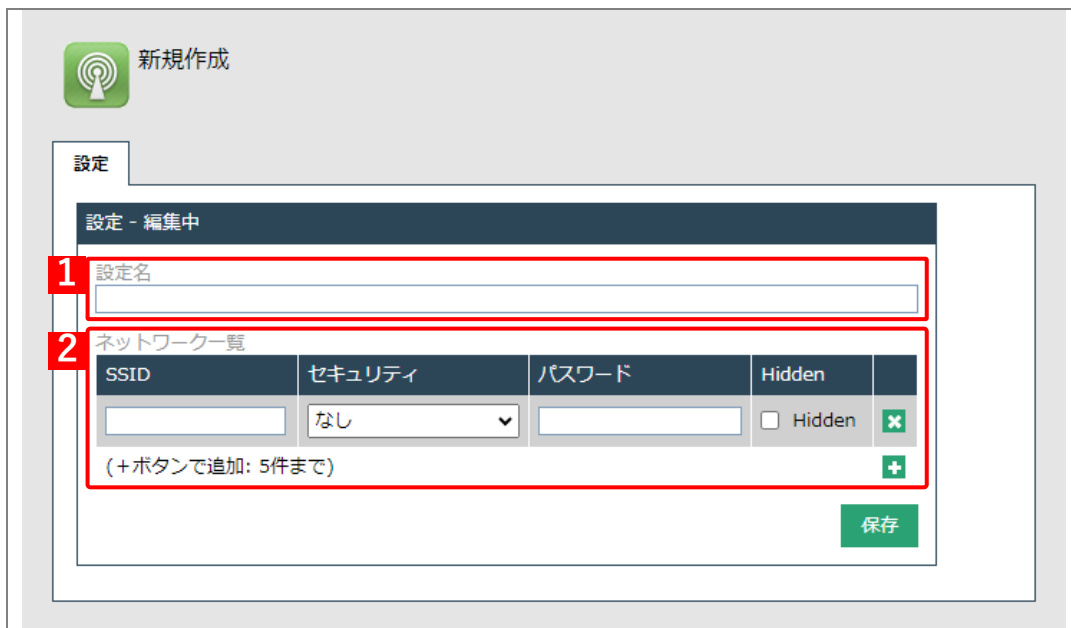 新規作成
設定
設定 - 編集中
1
設定名
2
ネットワーク一覧
SSID セキュリティ パスワード Hidden
なし Hidden
(+ボタンで追加: 5件まで)
保存